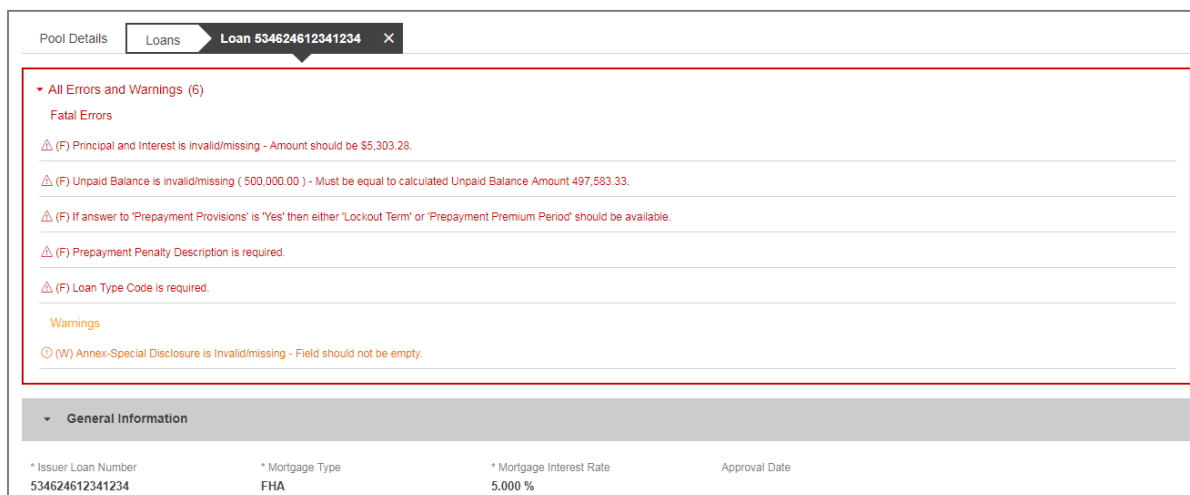 Pool Details Loans Loan 534624612341234 ×
All Errors and Warnings (6)
Fatal Errors
(F) Principal and Interest is invalid/missing - Amount should be $5,303.28.
(F) Unpaid Balance is invalid/missing ( 500,000.00 ) - Must be equal to calculated Unpaid Balance Amount 497,583.33.
(F) If answer to 'Prepayment Provisions' is 'Yes' then either 'Lockout Term' or 'Prepayment Premium Period' should be available.
(F) Prepayment Penalty Description is required.
(F) Loan Type Code is required.
Warnings
(W) Annex-Special Disclosure is Invalid/missing - Field should not be empty.
General Information
* Issuer Loan Number * Mortgage Type * Mortgage Interest Rate Approval Date
534624612341234 FHA 5.000 %